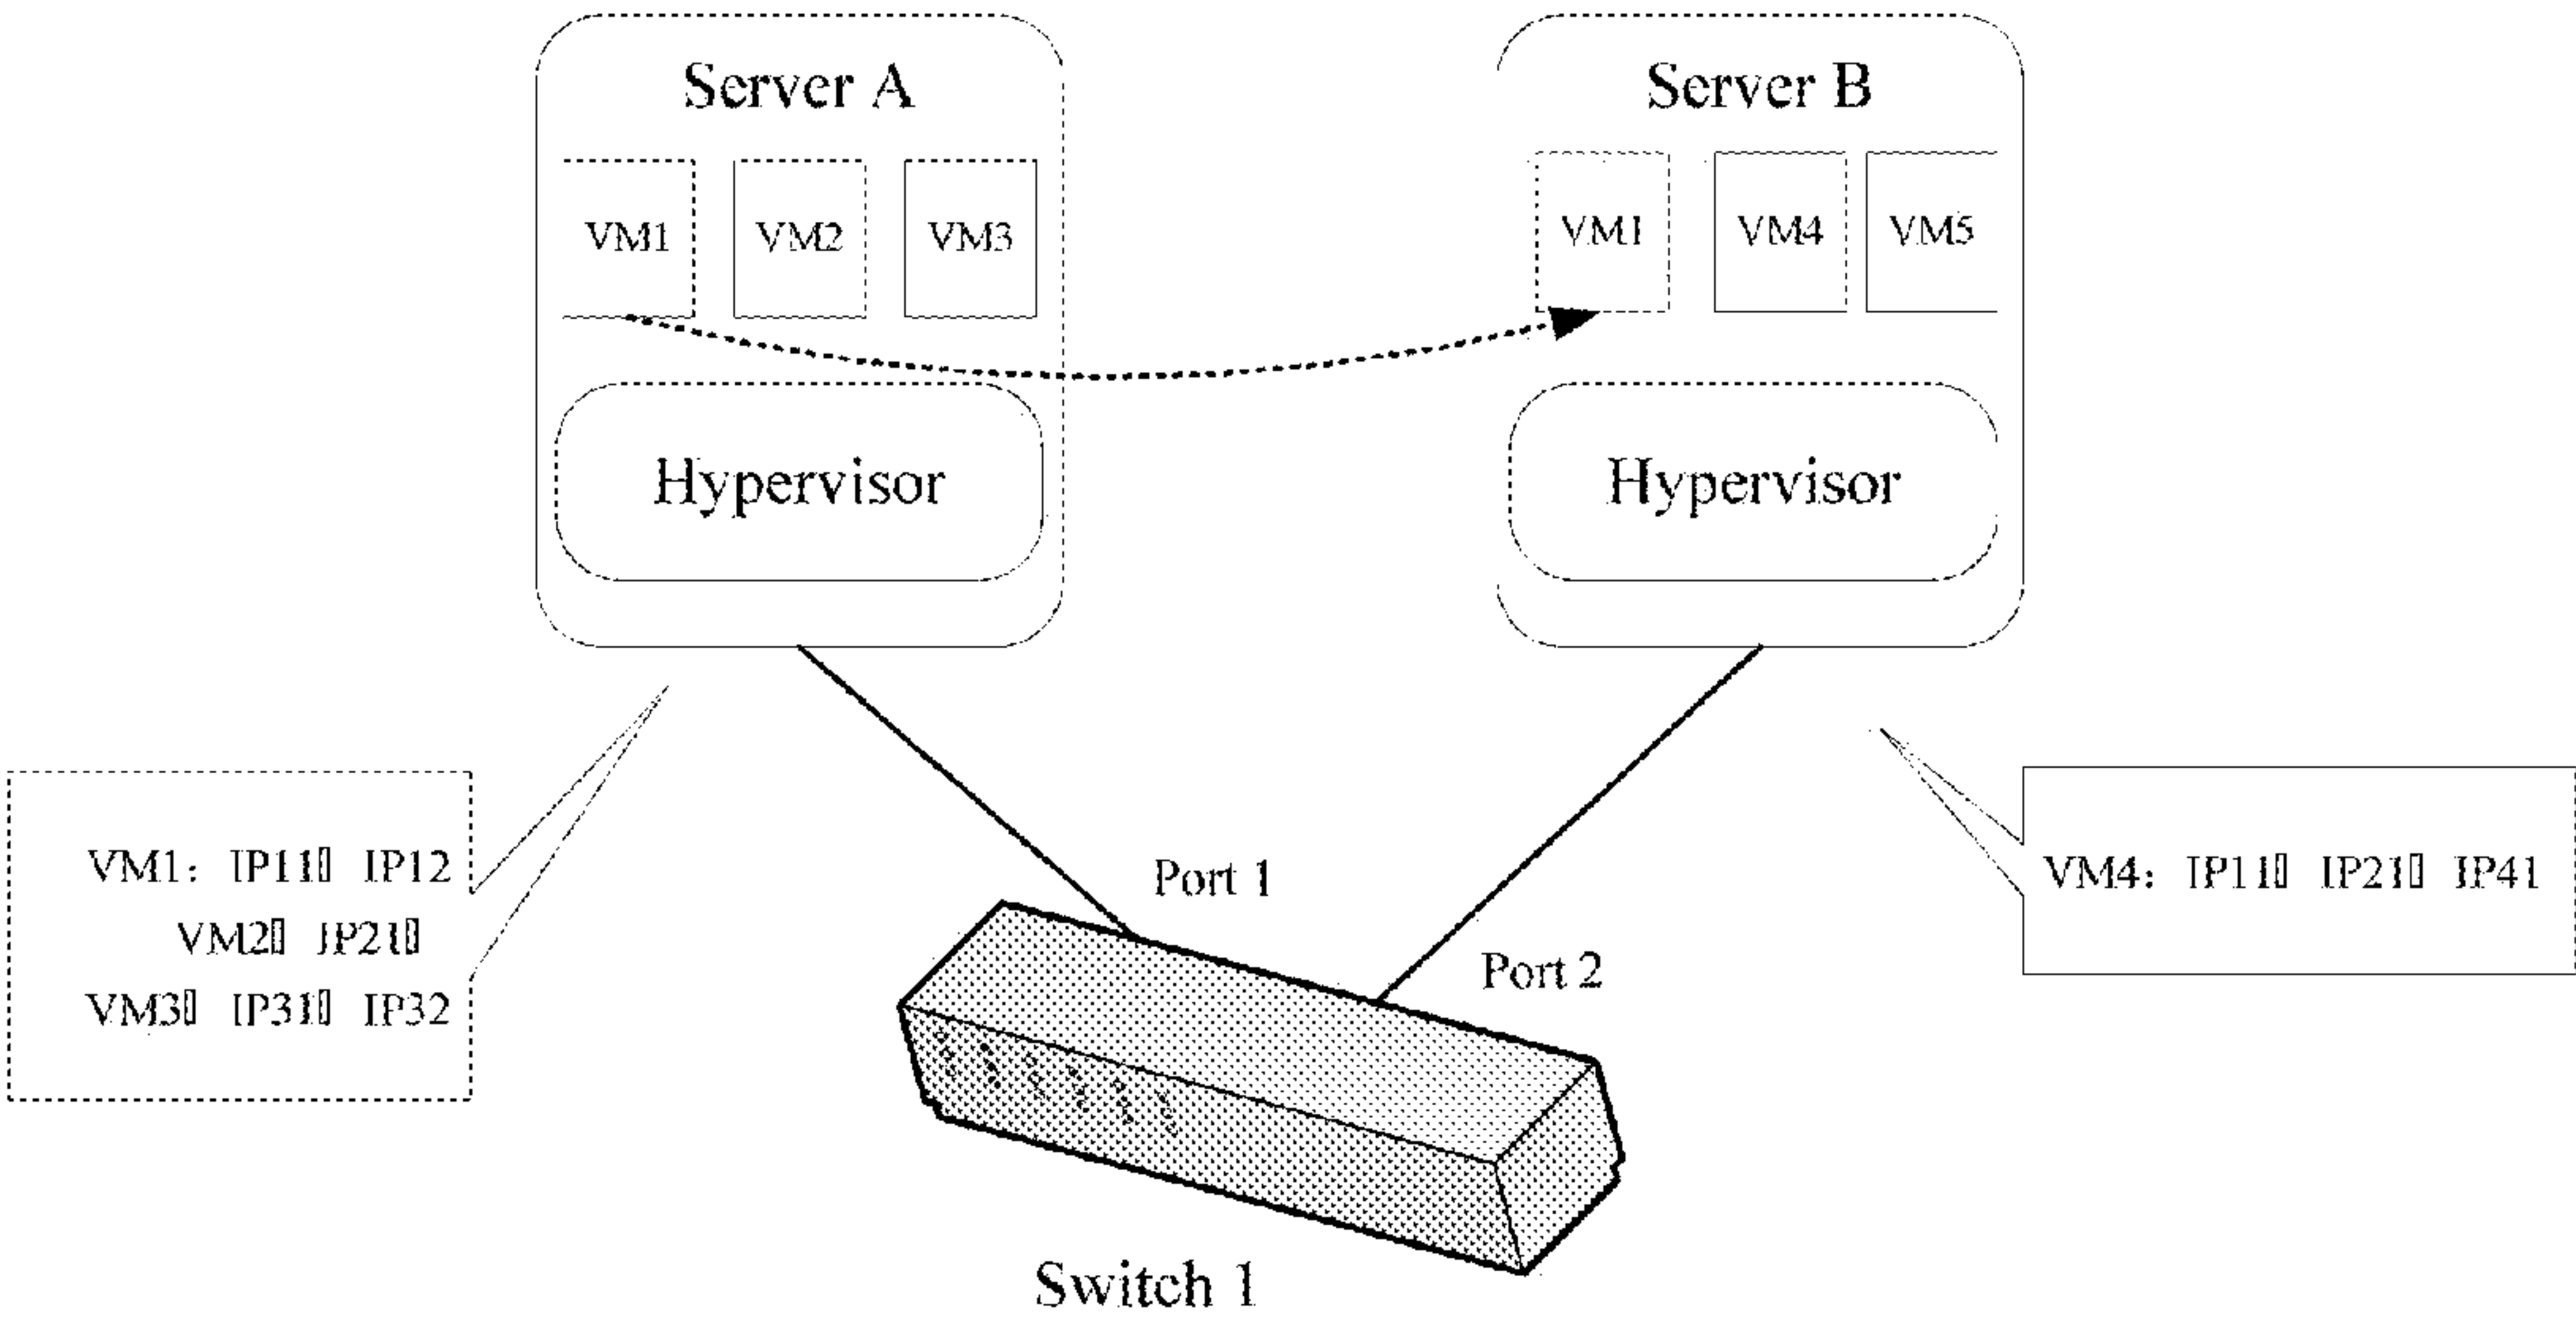 Server A
Server B
VM1 VM2 VM3
VM1 VM4 VM5
Hypervisor
Hypervisor
VM1: IP11▯ IP12
VM2▯ IP21▯
VM3▯ IP31▯ IP32
Port 1
Port 2
VM4: IP11▯ IP21▯ IP41
Switch 1